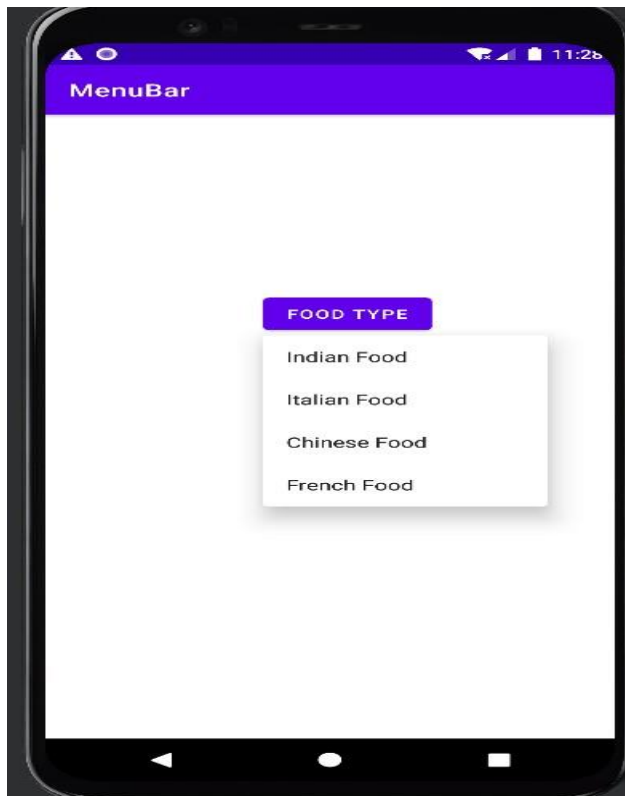 11:28
MenuBar
FOOD TYPE
Indian Food
Italian Food
Chinese Food
French Food